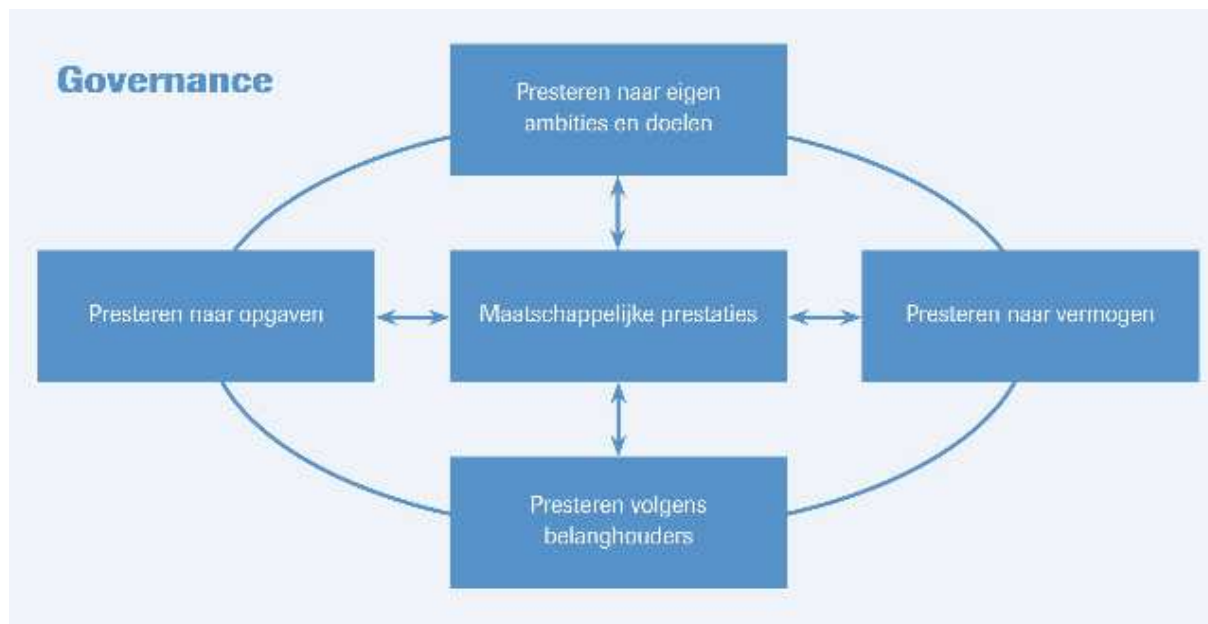 Governance
Presteren naar eigen
ambities en doelen
Presteren naar opgaven
Maatschappelijke prestaties
Presteren naar vermogen
Presteren volgens
belanghouders